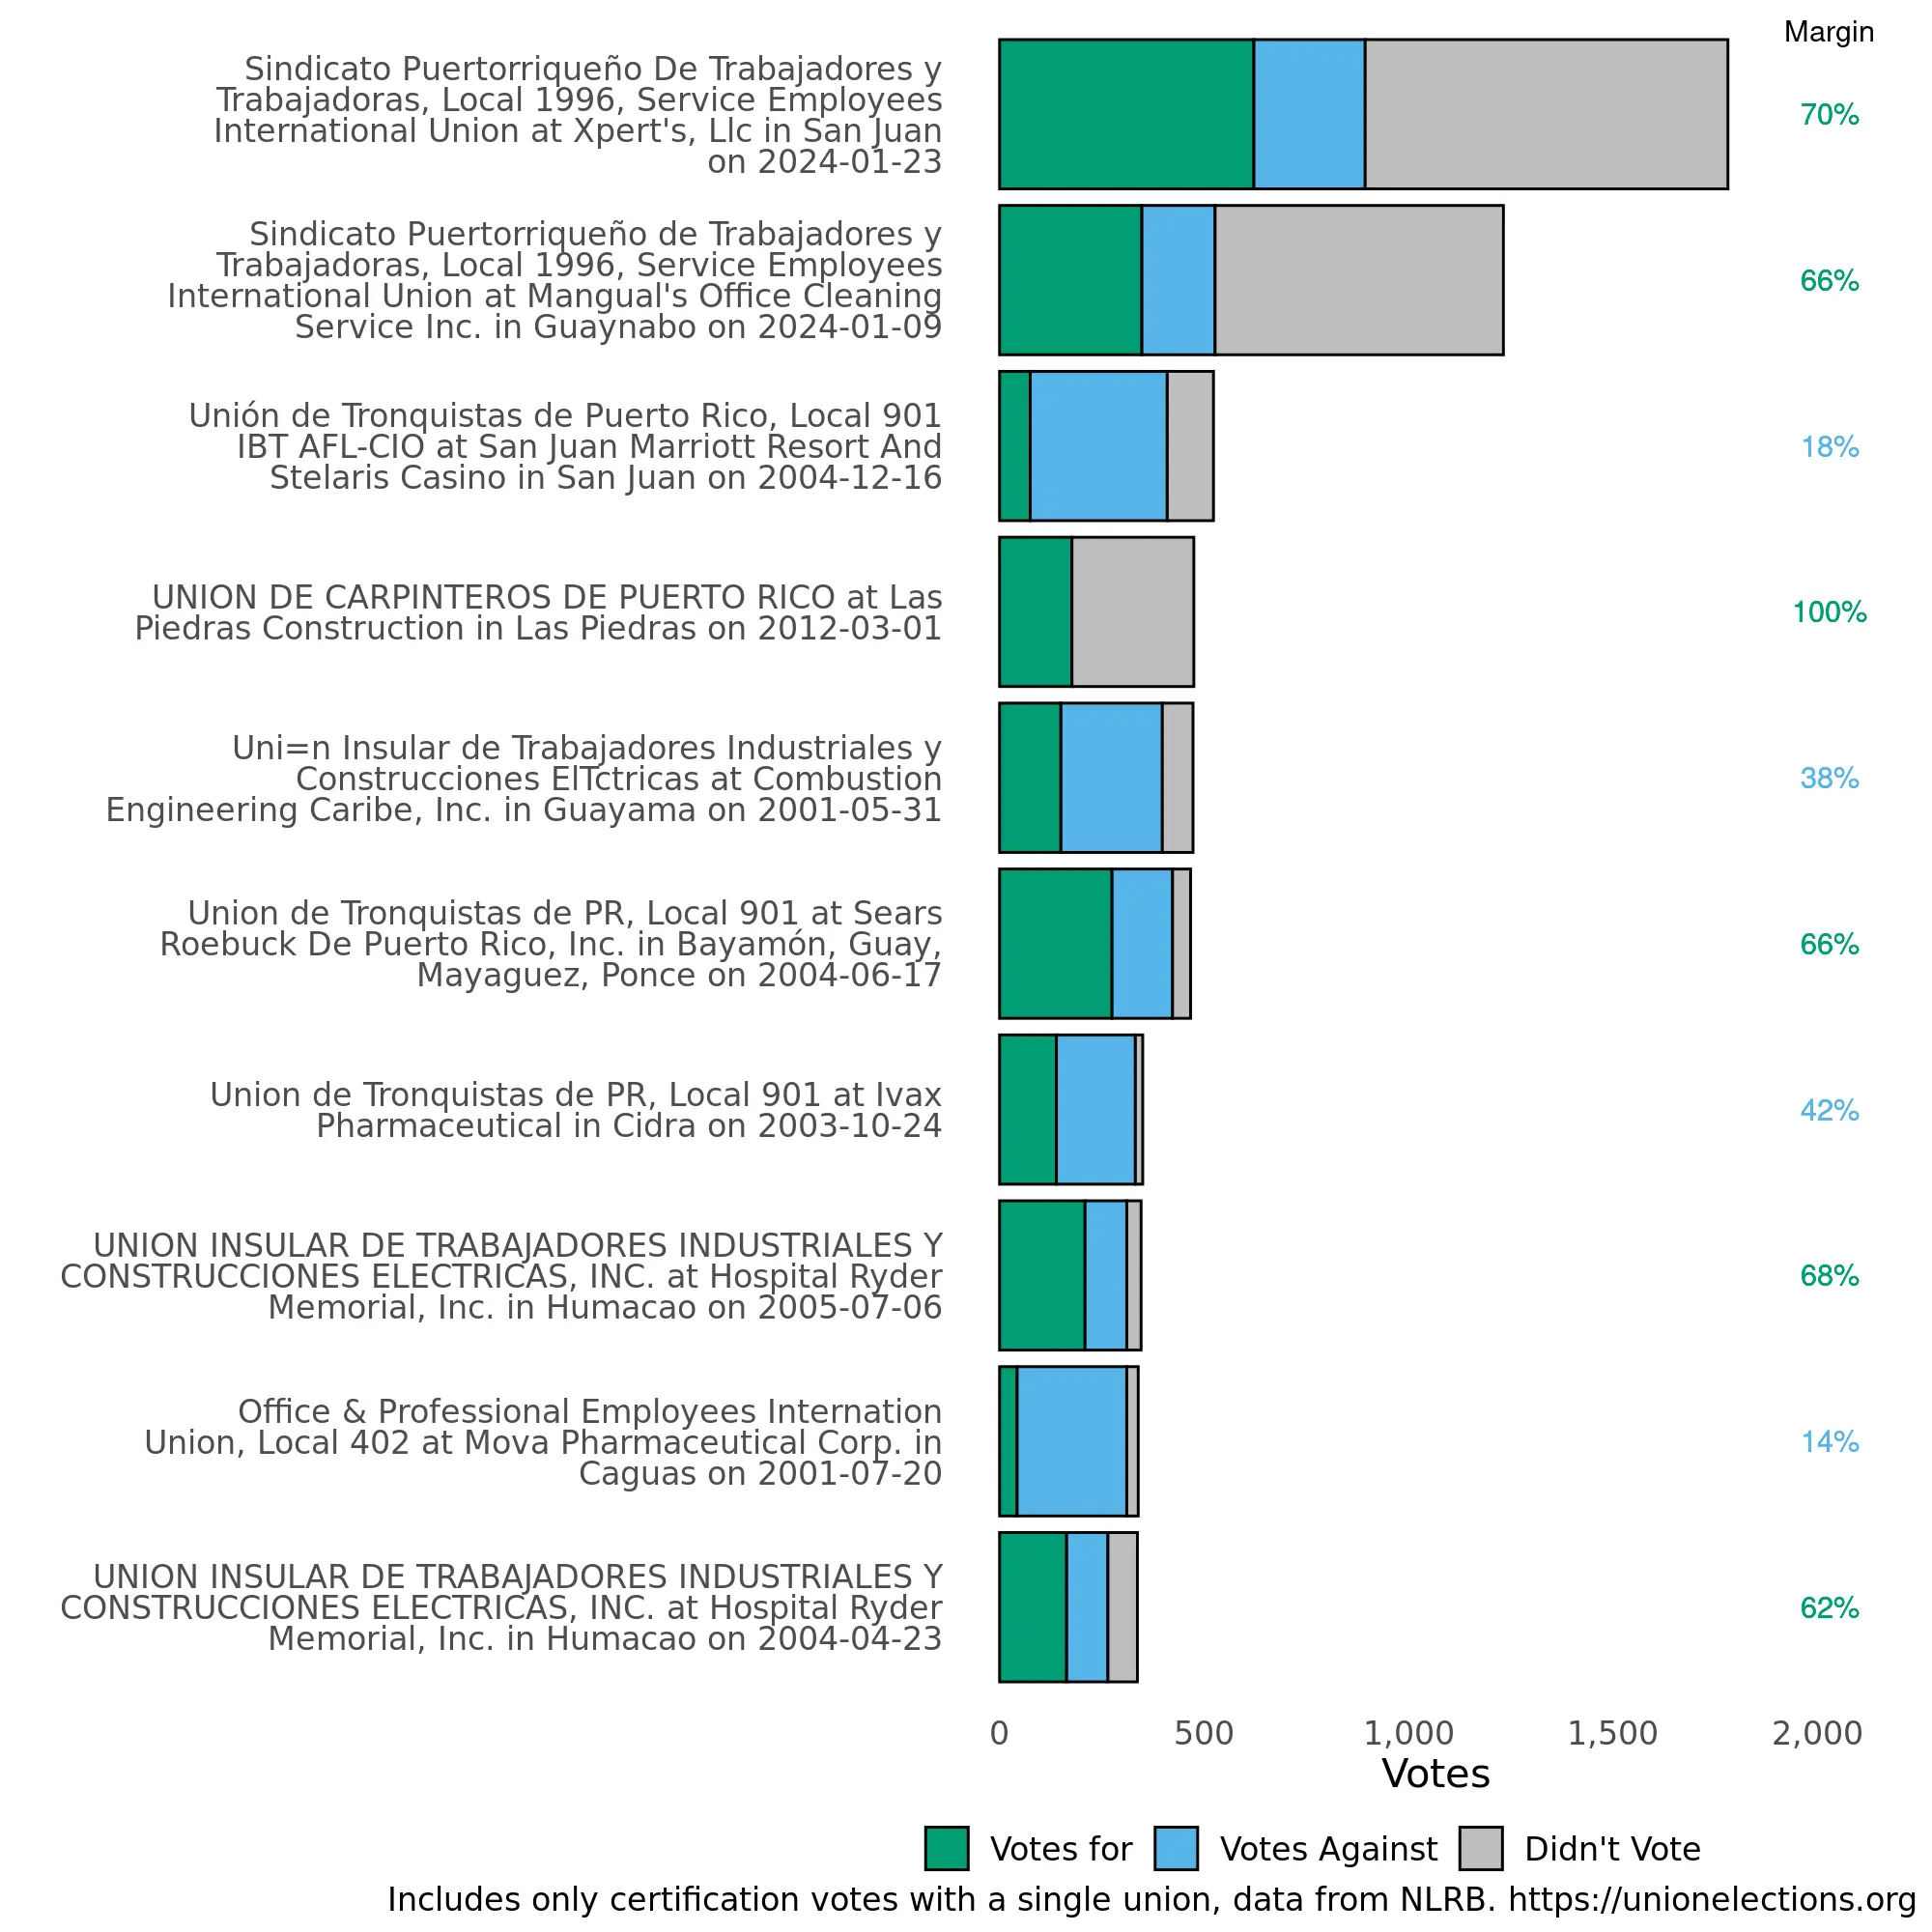 Margin
Sindicato Puertorriqueño De Trabajadores y
Trabajadoras, Local 1996, Service Employees
International Union at Xpert's, Llc in San Juan
on 2024-01-23
70%
Sindicato Puertorriqueño de Trabajadores y
Trabajadoras, Local 1996, Service Employees
International Union at Mangual's Office Cleaning
Service Inc. in Guaynabo on 2024-01-09
66%
Unión de Tronquistas de Puerto Rico, Local 901
IBT AFL-CIO at San Juan Marriott Resort And
Stelaris Casino in San Juan on 2004-12-16
18%
UNION DE CARPINTEROS DE PUERTO RICO at Las
Piedras Construction in Las Piedras on 2012-03-01
100%
Uni=n Insular de Trabajadores Industriales y
Construcciones ElTctricas at Combustion
Engineering Caribe, Inc. in Guayama on 2001-05-31
38%
Union de Tronquistas de PR, Local 901 at Sears
Roebuck De Puerto Rico, Inc. in Bayamón, Guay,
Mayaguez, Ponce on 2004-06-17
66%
Union de Tronquistas de PR, Local 901 at Ivax
Pharmaceutical in Cidra on 2003-10-24
42%
UNION INSULAR DE TRABAJADORES INDUSTRIALES Y
CONSTRUCCIONES ELECTRICAS, INC. at Hospital Ryder
Memorial, Inc. in Humacao on 2005-07-06
68%
Office & Professional Employees Internation
Union, Local 402 at Mova Pharmaceutical Corp. in
Caguas on 2001-07-20
14%
UNION INSULAR DE TRABAJADORES INDUSTRIALES Y
CONSTRUCCIONES ELECTRICAS, INC. at Hospital Ryder
Memorial, Inc. in Humacao on 2004-04-23
62%
0 500 1,000 1,500 2,000
Votes
Votes for Votes Against Didn't Vote
Includes only certification votes with a single union, data from NLRB. https://unionelections.org